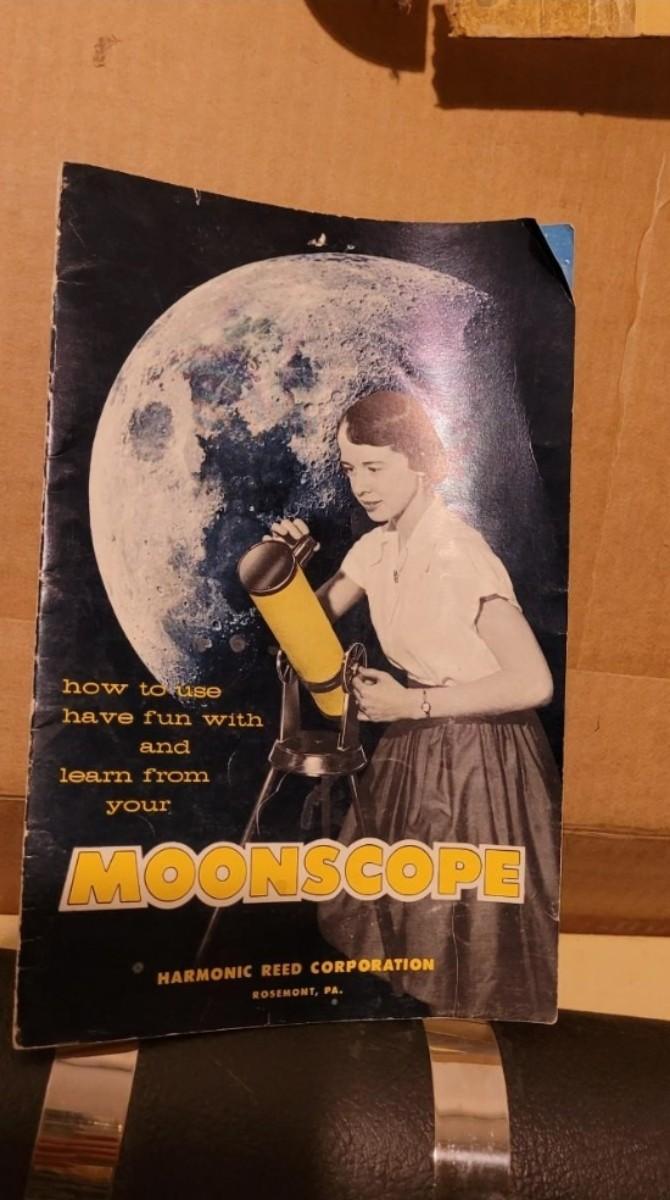 how to use
have fun with
and
learn from
your
MOONSCOPE
HARMONIC REED CORPORATION
ROSEMONT, PA.